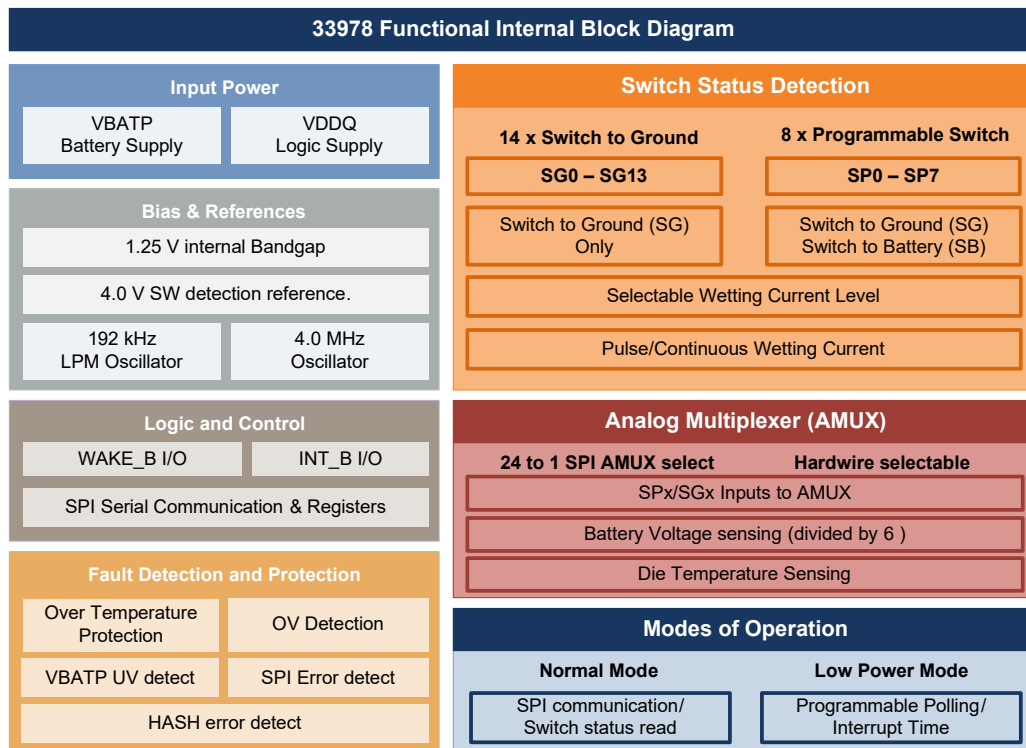 33978 Functional Internal Block Diagram
Input Power
VBATP
Battery Supply
VDDQ
Logic Supply
Bias & References
1.25 V internal Bandgap
4.0 V SW detection reference.
192 kHz
LPM Oscillator
4.0 MHz
Oscillator
Logic and Control
WAKE_B I/O
INT_B I/O
SPI Serial Communication & Registers
Fault Detection and Protection
Over Temperature
Protection
OV Detection
VBATP UV detect
SPI Error detect
HASH error detect
Switch Status Detection
14 x Switch to Ground
8 x Programmable Switch
SG0 – SG13
SP0 – SP7
Switch to Ground (SG)
Only
Switch to Ground (SG)
Switch to Battery (SB)
Selectable Wetting Current Level
Pulse/Continuous Wetting Current
Analog Multiplexer (AMUX)
24 to 1 SPI AMUX select
Hardwire selectable
SPx/SGx Inputs to AMUX
Battery Voltage sensing (divided by 6 )
Die Temperature Sensing
Modes of Operation
Normal Mode
Low Power Mode
SPI communication/
Switch status read
Programmable Polling/
Interrupt Time